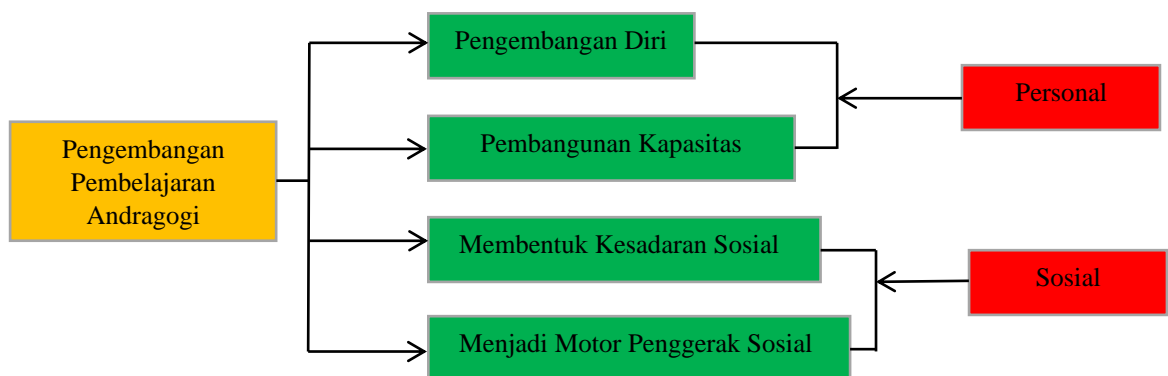 Pengembangan
Pembelajaran
Andragogi
Pengembangan Diri
Pembangunan Kapasitas
Membentuk Kesadaran Sosial
Menjadi Motor Penggerak Sosial
Personal
Sosial